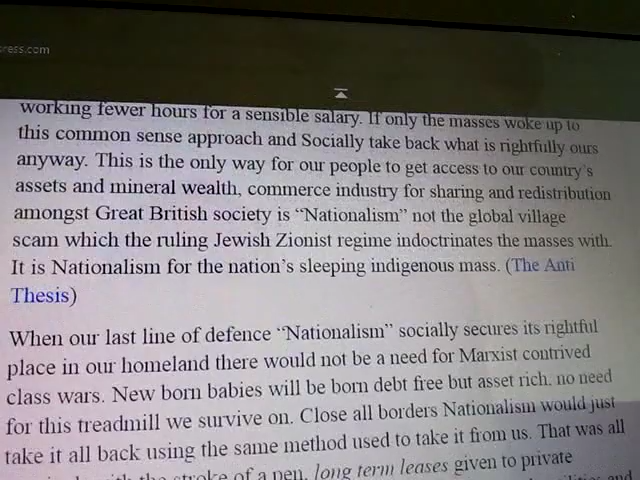 ress.com
working fewer hours for a sensible salary. If only the masses woke up to
this common sense approach and Socially take back what is rightfully ours
anyway. This is the only way for our people to get access to our country's
assets and mineral wealth, commerce industry for sharing and redistribution
amongst Great British society is “Nationalism” not the global village
scam which the ruling Jewish Zionist regime indoctrinates the masses with.
It is Nationalism for the nation's sleeping indigenous mass. (The Anti
Thesis)
When our last line of defence “Nationalism” socially secures its rightful
place in our homeland there would not be a need for Marxist contrived
class wars. New born babies will be born debt free but asset rich. no need
for this treadmill we survive on. Close all borders Nationalism would just
take it all back using the same method used to take it from us. That was all
with the stroke of a pen, long term leases given to private